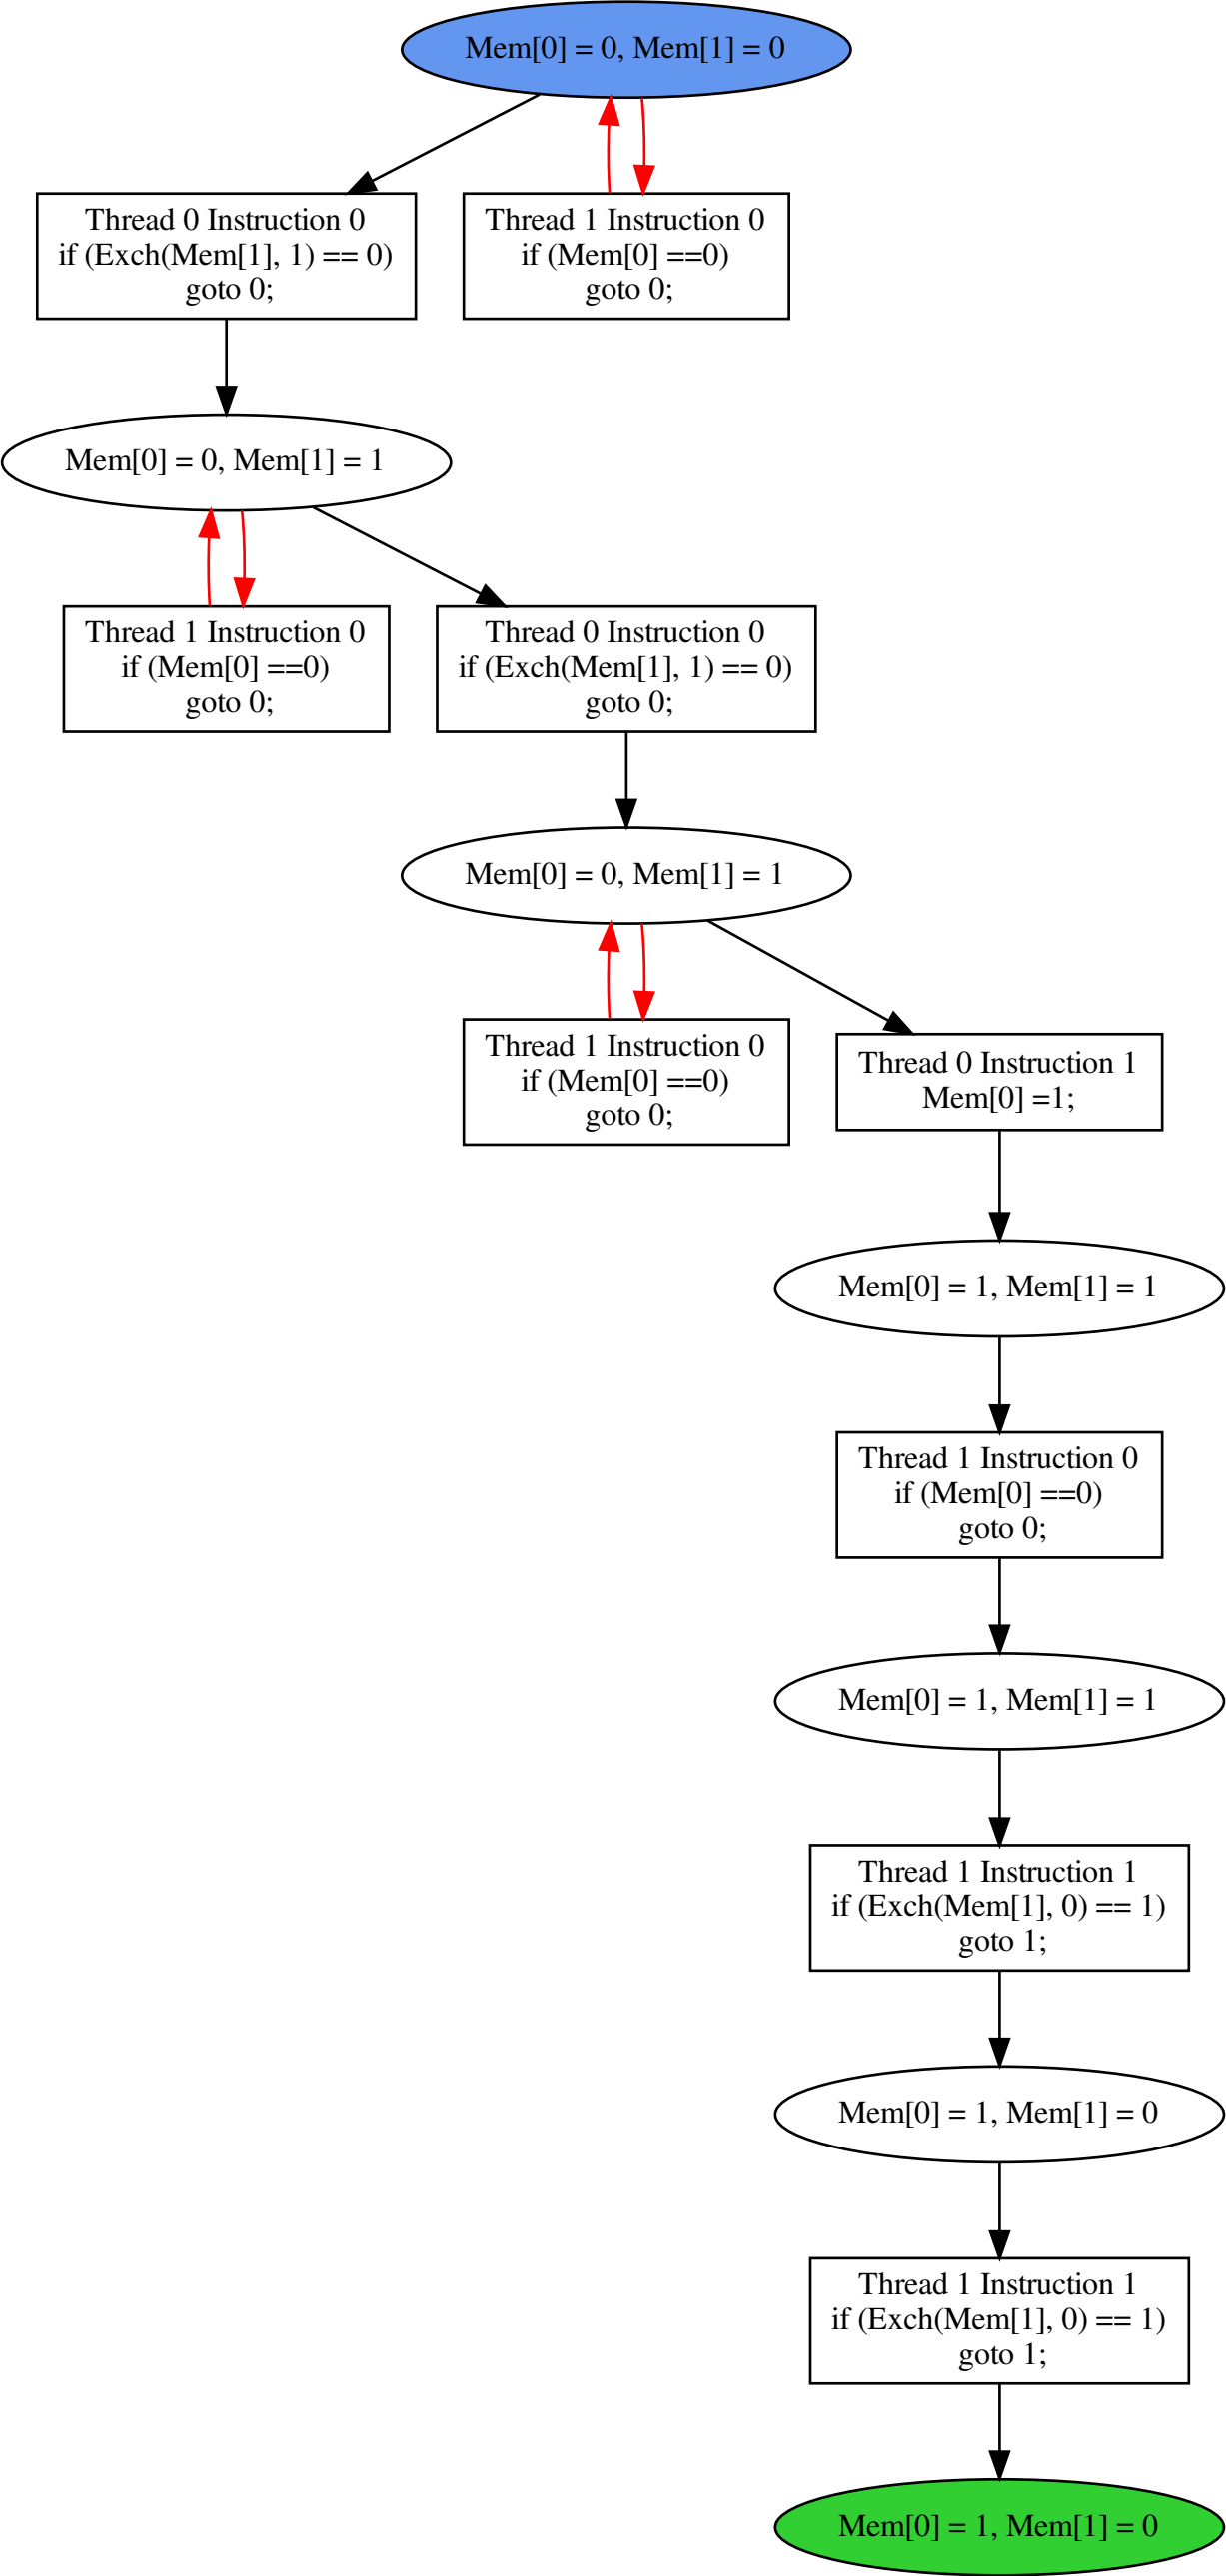 Mem[0] = 0, Mem[1] = 0
Thread 0 Instruction 0
if (Exch(Mem[1], 1) == 0)
goto 0;
Thread 1 Instruction 0
if (Mem[0] ==0)
goto 0;
Mem[0] = 0, Mem[1] = 1
Thread 1 Instruction 0
if (Mem[0] ==0)
goto 0;
Thread 0 Instruction 0
if (Exch(Mem[1], 1) == 0)
goto 0;
Mem[0] = 0, Mem[1] = 1
Thread 1 Instruction 0
if (Mem[0] ==0)
goto 0;
Thread 0 Instruction 1
Mem[0] =1;
Mem[0] = 1, Mem[1] = 1
Thread 1 Instruction 0
if (Mem[0] ==0)
goto 0;
Mem[0] = 1, Mem[1] = 1
Thread 1 Instruction 1
if (Exch(Mem[1], 0) == 1)
goto 1;
Mem[0] = 1, Mem[1] = 0
Thread 1 Instruction 1
if (Exch(Mem[1], 0) == 1)
goto 1;
Mem[0] = 1, Mem[1] = 0